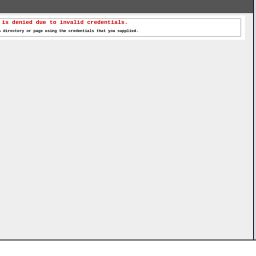 is denied due to invalid credentials.
directory or page using the credentials that you supplied.